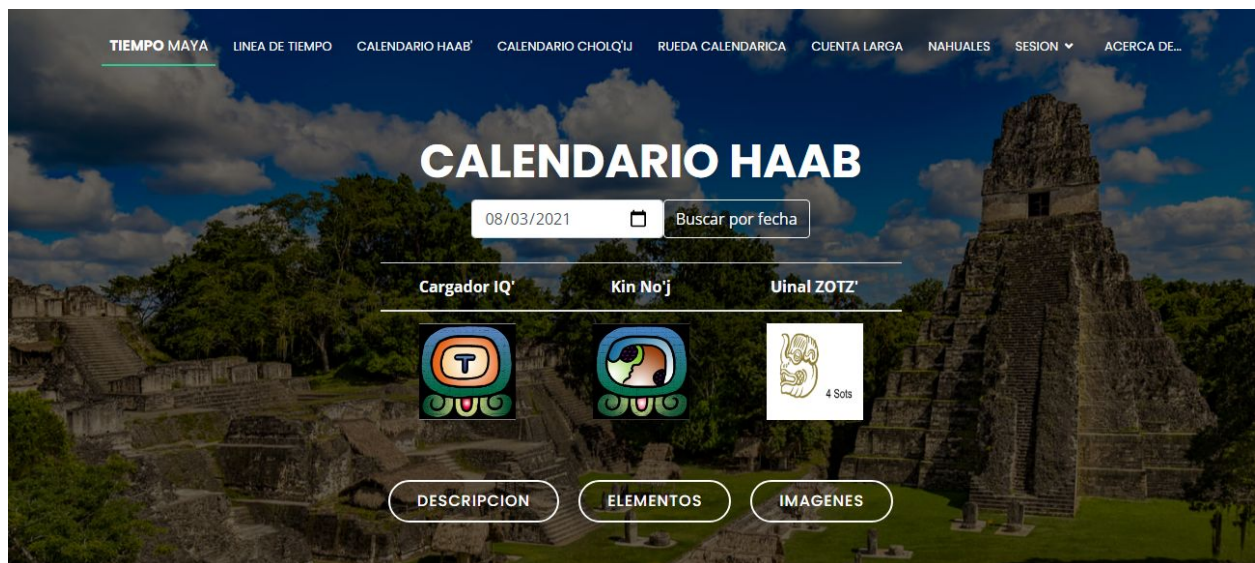 TIEMPO MAYA LINEA DE TIEMPO CALENDARIO HAAB' CALENDARIO CHOLQ'IJ RUEDA CALENDARICA CUENTA LARGA NAHUALES SESION ACERCA DE...
CALENDARIO HAAB
08/03/2021 Buscar por fecha
Cargador IQ' Kin No'j Uinal ZOTZ'
4 Sots
DESCRIPCION ELEMENTOS IMAGENES